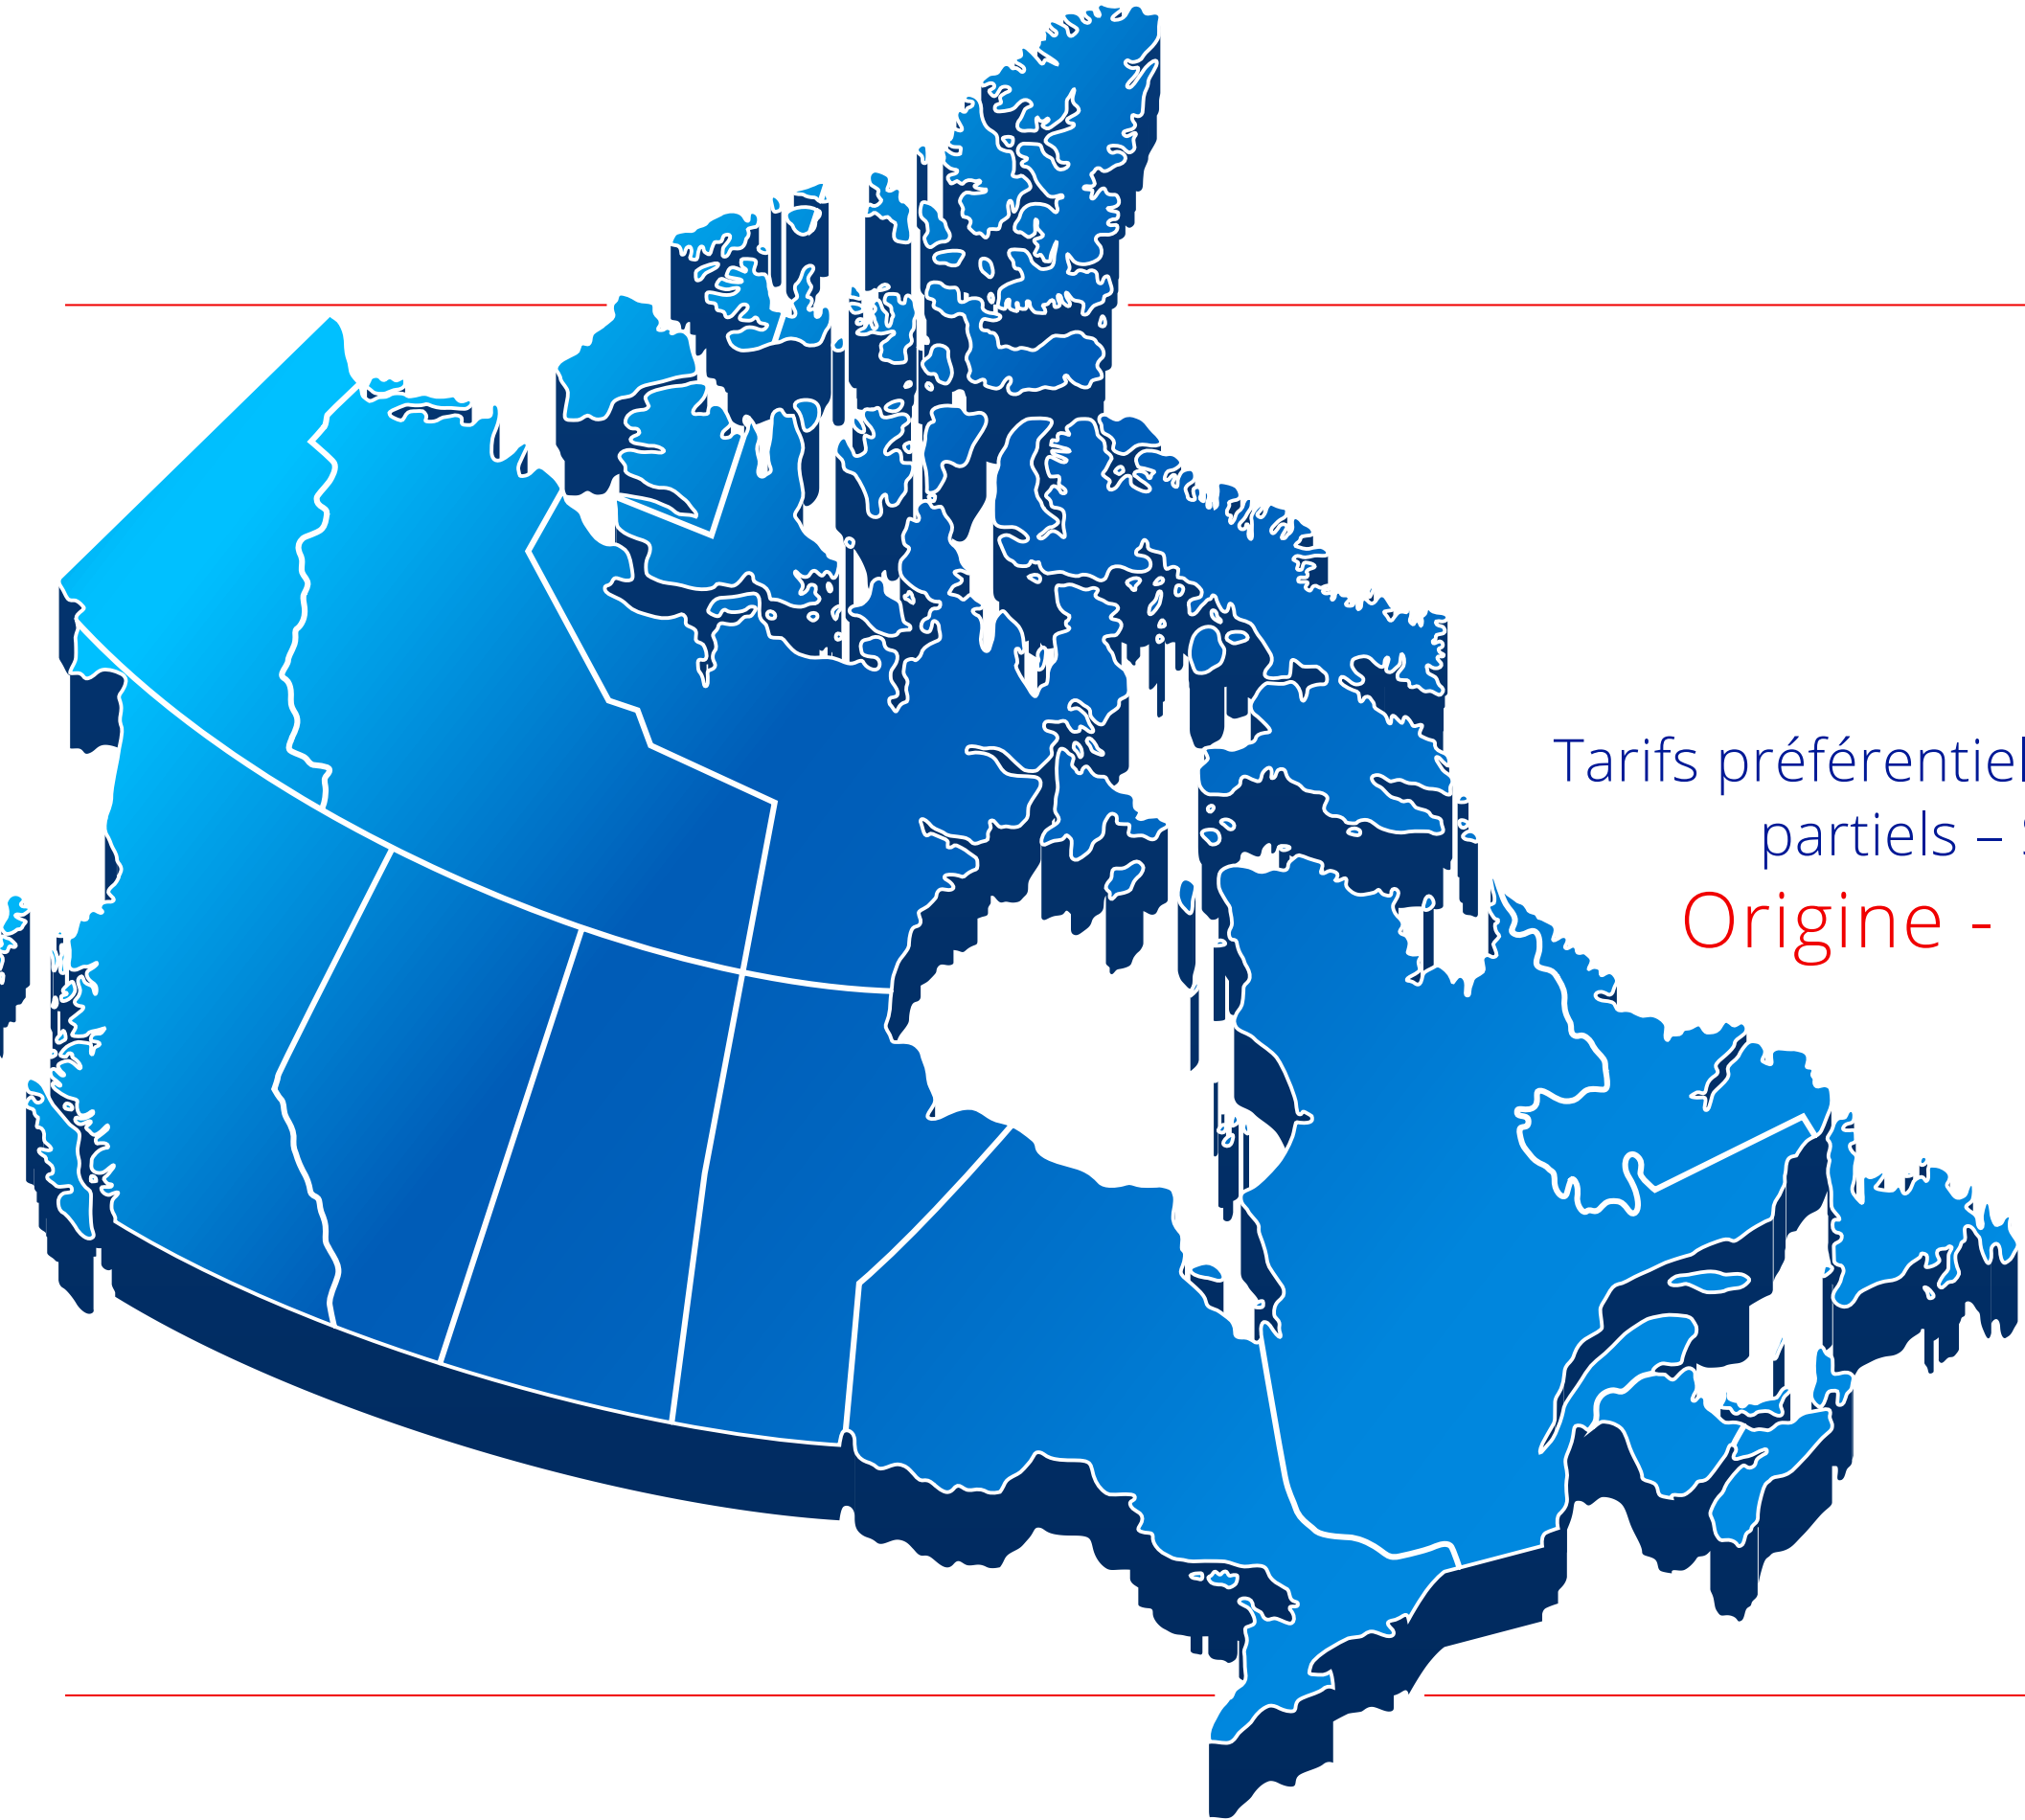 Tarifs préférentiel
partiels –
Origine -